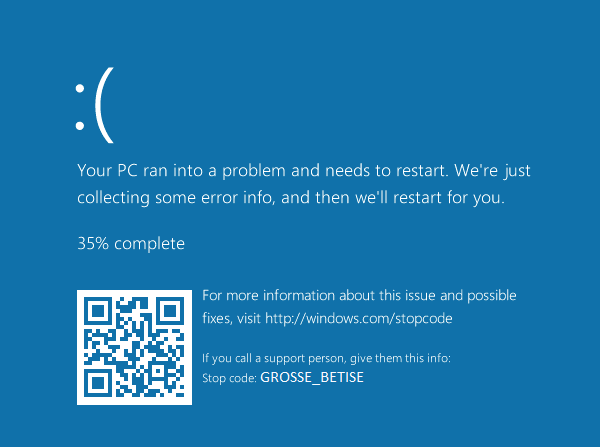 :(
Your PC ran into a problem and needs to restart. We're just
collecting some error info, and then we'll restart for you.
35% complete
For more information about this issue and possible
fixes, visit http://windows.com/stopcode
If you call a support person, give them this info:
Stop code: GROSSE_BETISE